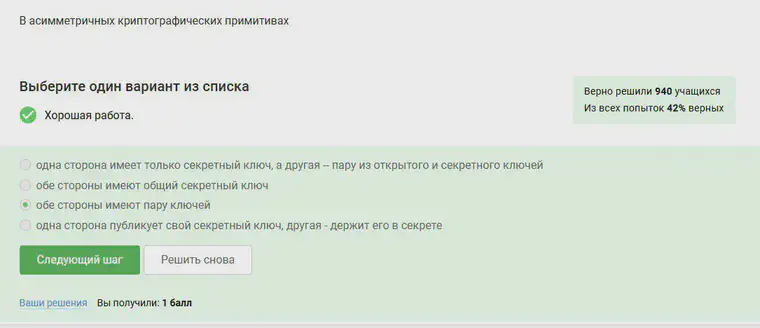 В асимметричных криптографических примитивах
Выберите один вариант из списка
Хорошая работа.
Верно решили 940 учащихся
Из всех попыток 42% верных
одна сторона имеет только секретный ключ, а другая – пару из открытого и секретного ключей
обе стороны имеют общий секретный ключ
обе стороны имеют пару ключей
одна сторона публикует свой секретный ключ, другая - держит его в секрете
Следующий шаг
Решить снова
Ваши решения Вы получили: 1 балл